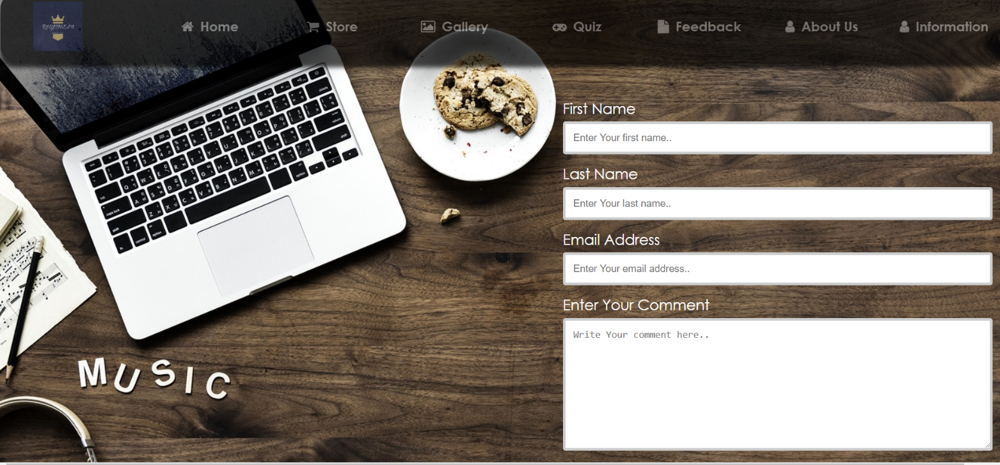 Home Store Gallery Quiz Feedback About Us Information
First Name
Enter Your first name..
Last Name
Enter Your last name..
Email Address
Enter Your email address..
Enter Your Comment
Write Your comment here..
MUSIC